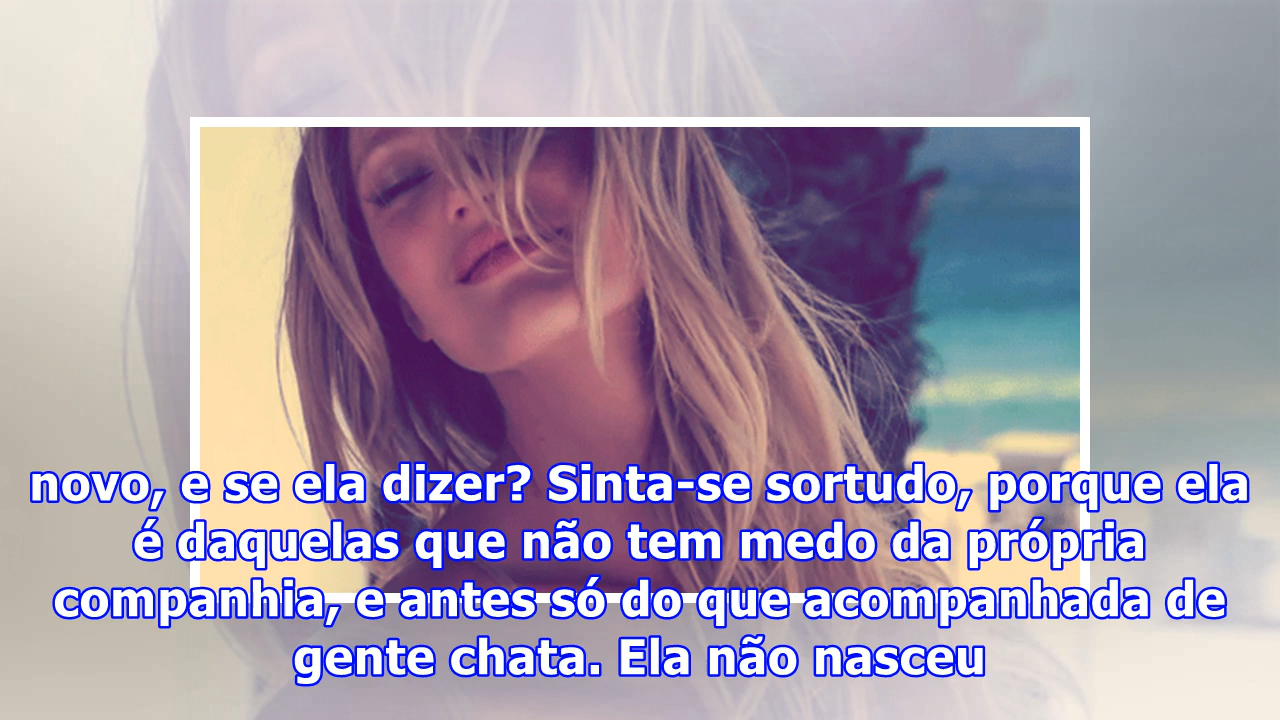 novo, e se ela dizer? Sinta-se sortudo, porque ela
é daquelas que não tem medo da própria
companhia, e antes só do que acompanhada de
gente chata. Ela não nasceu